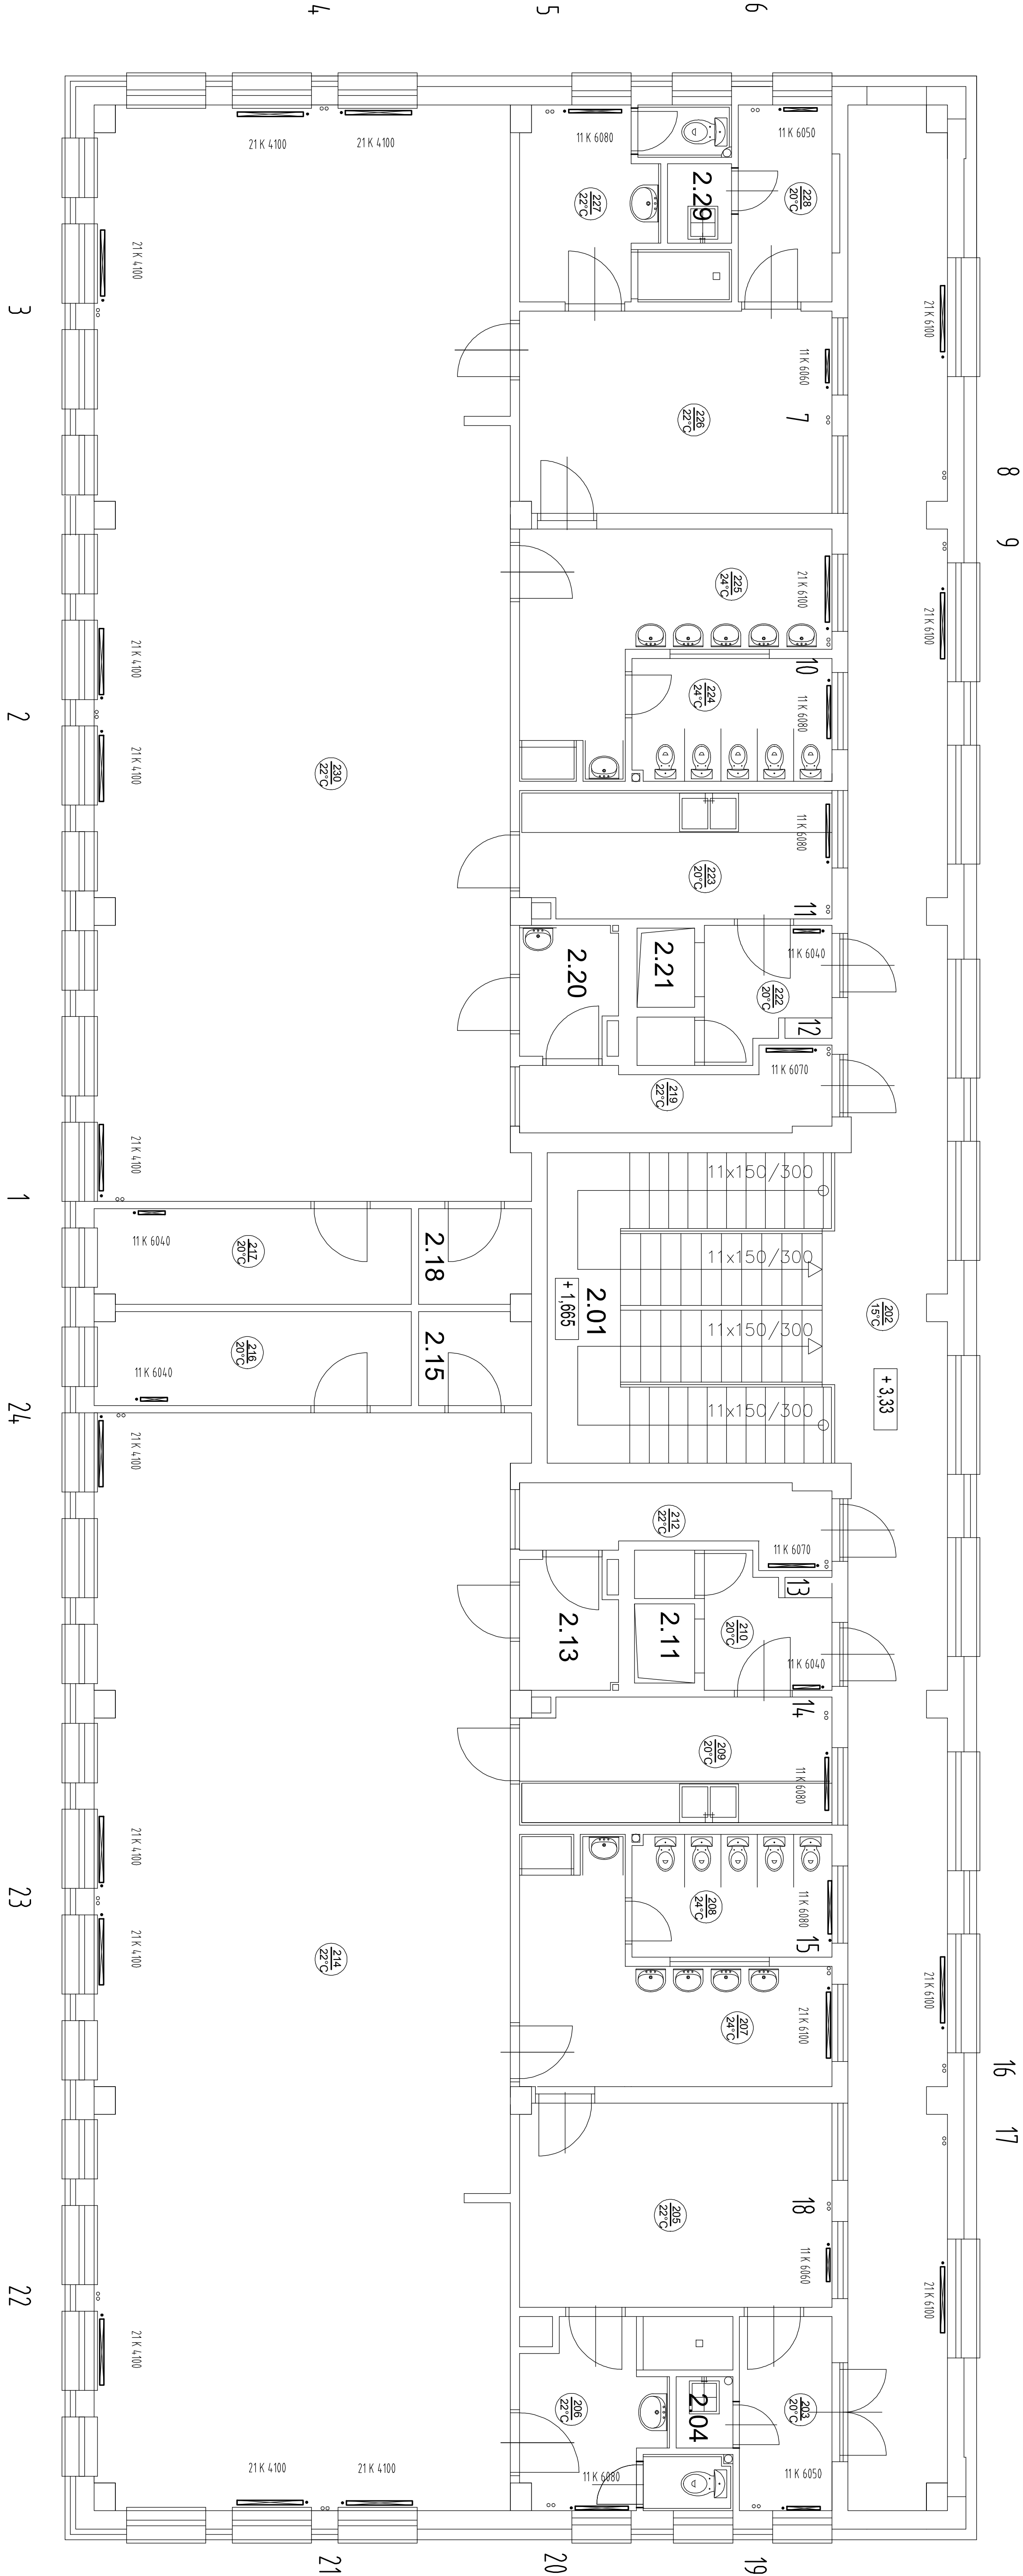 4
5
6
21 K 4100
21 K 4100
11 K 6080
11 K 6050
2.29
227
22°C
228
20°C
21 K 4100
3
21 K 6100
11 K 6060
226
22°C
7
8
9
225
24°C
21 K 6100
21 K 6100
21 K 4100
10
224
24°C
11 K 6080
2
21 K 4100
230
22°C
11 K 6080
223
20°C
11
11 K 6040
2.20
2.21
222
20°C
12
11 K 6070
219
22°C
21 K 4100
11x150/300
1
11 K 6040
217
20°C
2.18
11x150/300
2.01
+ 1,665
202
15°C
11x150/300
216
20°C
2.15
11 K 6040
+ 3,33
24
11x150/300
21 K 4100
212
22°C
11 K 6070
13
2.13
2.11
210
20°C
11 K 6040
14
209
20°C
11 K 6080
21 K 4100
23
208
24°C
11 K 6080
15
21 K 4100
214
22°C
21 K 6100
207
24°C
21 K 6100
16
17
205
22°C
18
11 K 6060
21 K 6100
22
21 K 4100
206
22°C
2.04
203
20°C
21 K 4100
21 K 4100
11 K 6080
11 K 6050
21
20
19